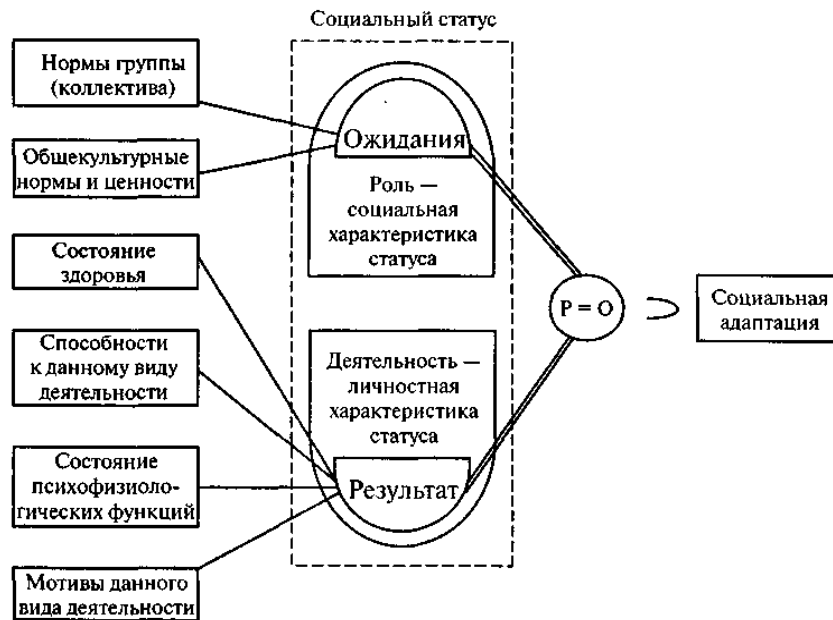 Социальный статус
Нормы группы
(коллектива)
Общекультурные
нормы и ценности
Состояние
здоровья
Способности
к данному виду
деятельности
Состояние
психофизиоло-
гических функций
Мотивы данного
вида деятельности
Ожидания
Роль —
социальная
характеристика
статуса
Деятельность —
личностная
характеристика
статуса
Результат
Р = О
Социальная
адаптация